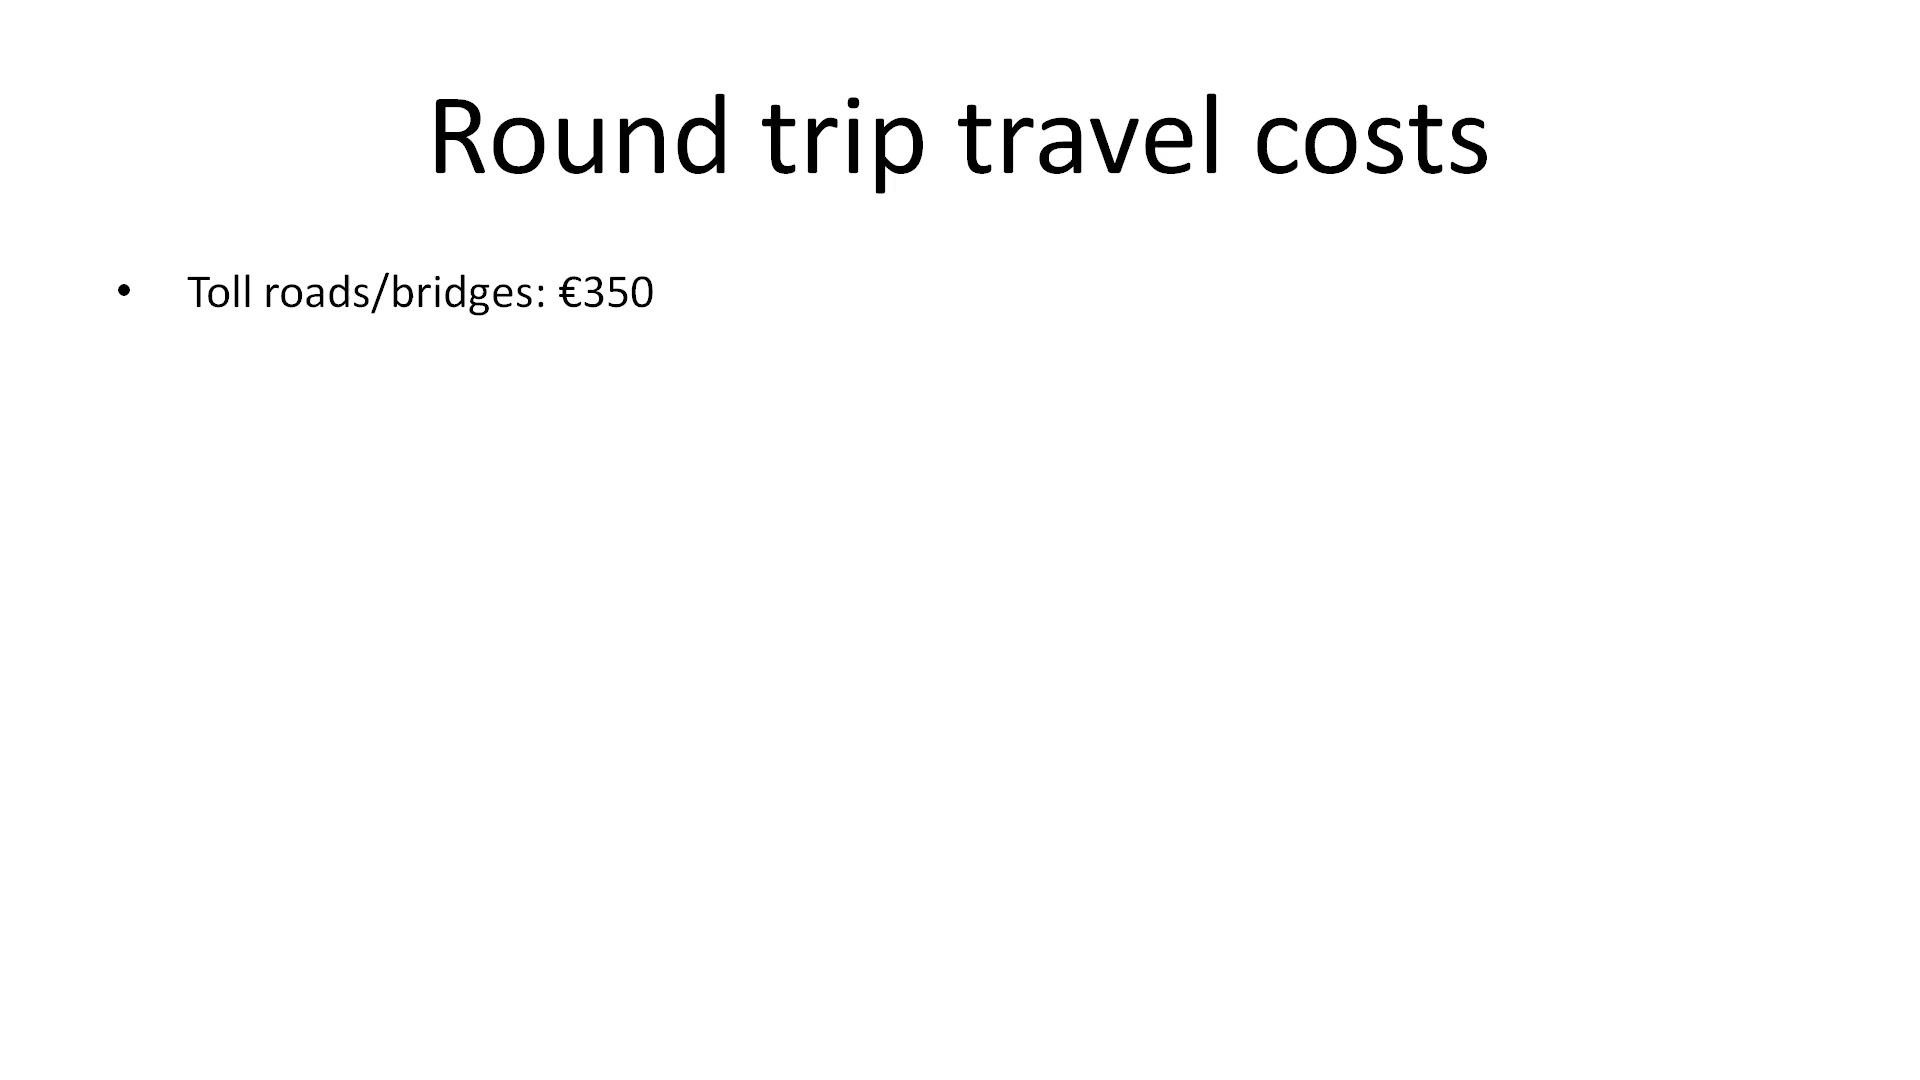 Round trip travel costs
• Toll roads/bridges: €350